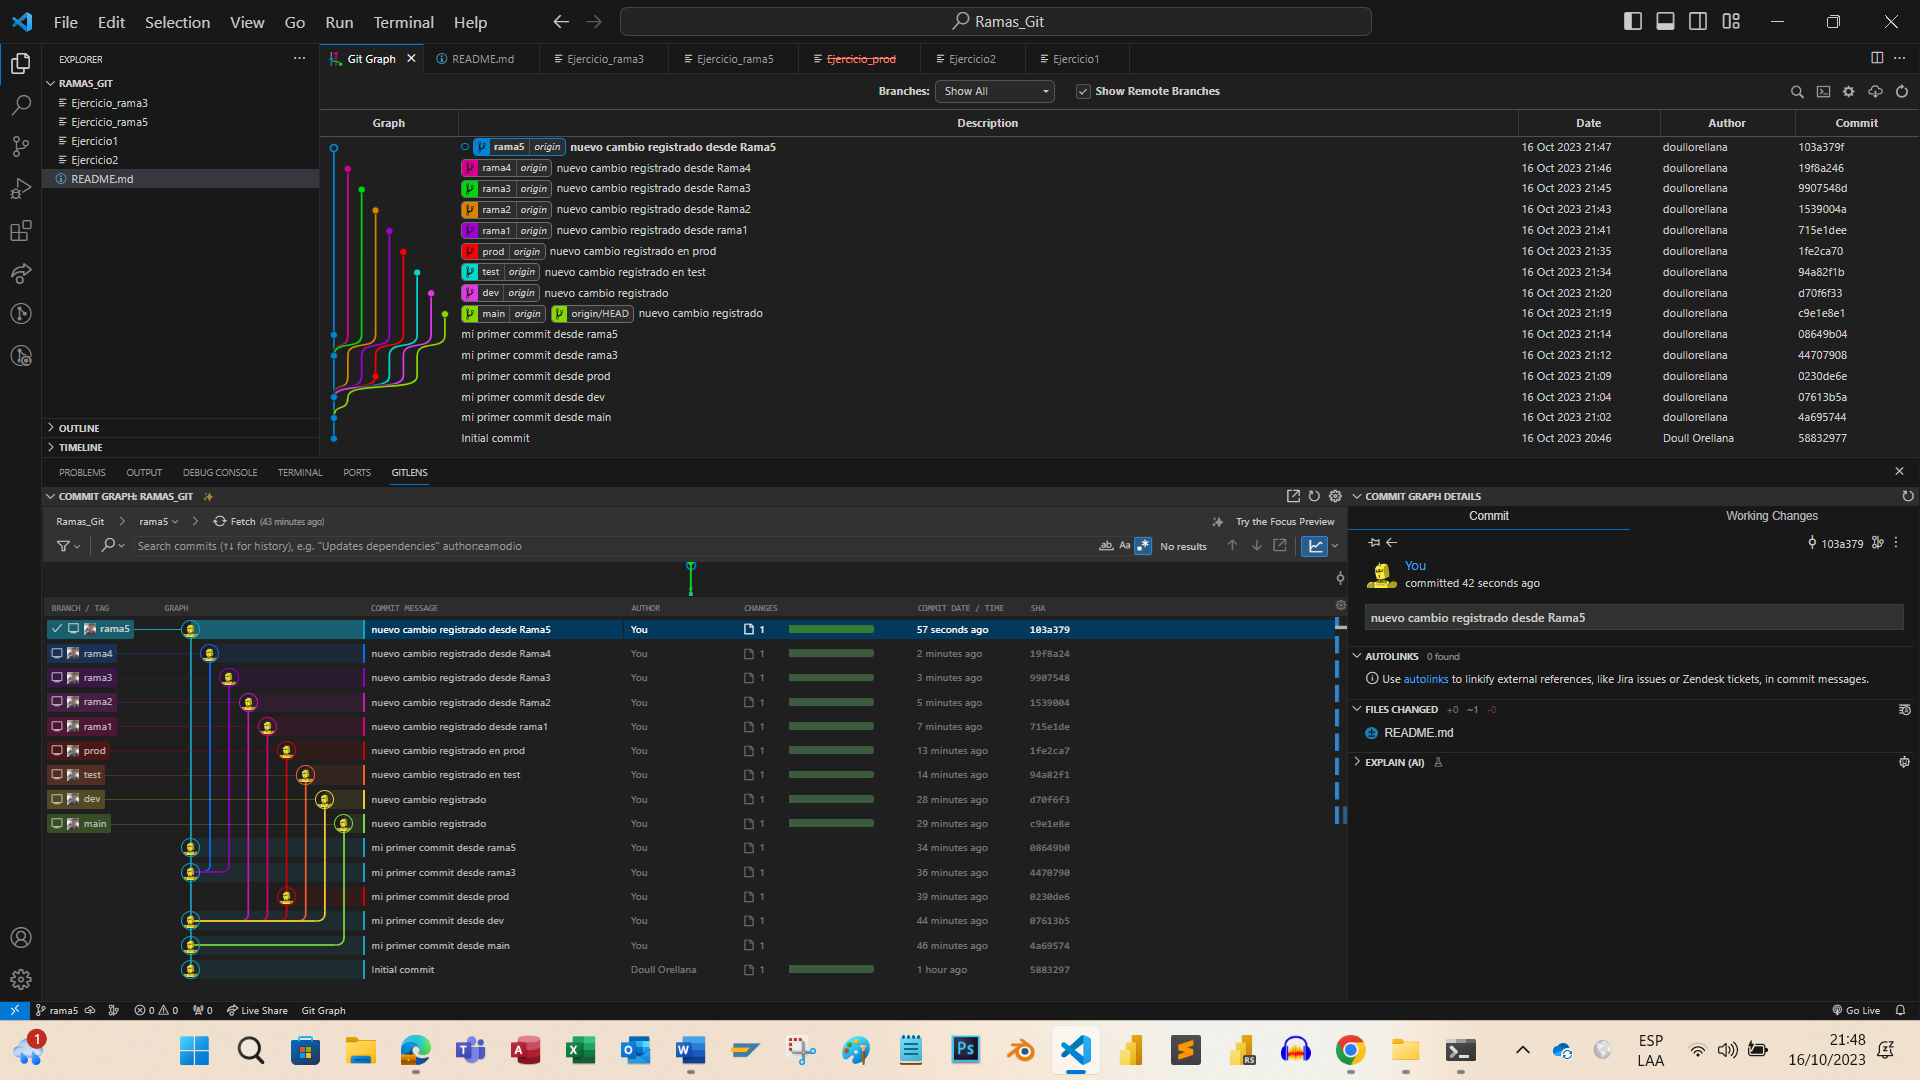 File Edit Selection View Go Run Terminal Help
Ramas_Git
EXPLORER
RAMAS_GIT
Ejercicio_rama3
Ejercicio_rama5
Ejercicio1
Ejercicio2
README.md
OUTLINE
TIMELINE
Git Graph README.md Ejercicio_rama3 Ejercicio_rama5 Ejercicio_prod Ejercicio2 Ejercicio1
Branches: Show All Show Remote Branches
Graph Description Date Author Commit
rama5 origin nuevo cambio registrado desde Rama5 16 Oct 2023 21:47 doullorellana 103a379f
rama4 origin nuevo cambio registrado desde Rama4 16 Oct 2023 21:46 doullorellana 19f8a246
rama3 origin nuevo cambio registrado desde Rama3 16 Oct 2023 21:45 doullorellana 9907548d
rama2 origin nuevo cambio registrado desde Rama2 16 Oct 2023 21:43 doullorellana 1539004a
rama1 origin nuevo cambio registrado desde rama1 16 Oct 2023 21:41 doullorellana 715e1dee
prod origin nuevo cambio registrado en prod 16 Oct 2023 21:35 doullorellana 1fe2ca70
test origin nuevo cambio registrado en test 16 Oct 2023 21:34 doullorellana 94a82f1b
dev origin nuevo cambio registrado 16 Oct 2023 21:20 doullorellana d70f6f33
main origin origin/HEAD nuevo cambio registrado 16 Oct 2023 21:19 doullorellana c9e1e8e1
mi primer commit desde rama5 16 Oct 2023 21:14 doullorellana 08649b04
mi primer commit desde rama3 16 Oct 2023 21:12 doullorellana 44707908
mi primer commit desde prod 16 Oct 2023 21:09 doullorellana 0230de6e
mi primer commit desde dev 16 Oct 2023 21:04 doullorellana 07613b5a
mi primer commit desde main 16 Oct 2023 21:02 doullorellana 4a695744
Initial commit 16 Oct 2023 20:46 Doull Orellana 58832977
PROBLEMS OUTPUT DEBUG CONSOLE TERMINAL PORTS GITLENS
COMMIT GRAPH: RAMAS_GIT
Ramas_Git rama5 Fetch (43 minutes ago) Try the Focus Preview
Search commits (↑↓ for history), e.g. "Updates dependencies" author:eamodio ab Aa No results
BRANCH / TAG GRAPH COMMIT MESSAGE AUTHOR CHANGES COMMIT DATE / TIME SHA
rama5 nuevo cambio registrado desde Rama5 You 1 57 seconds ago 103a379
rama4 nuevo cambio registrado desde Rama4 You 1 2 minutes ago 19f8a24
rama3 nuevo cambio registrado desde Rama3 You 1 3 minutes ago 9907548
rama2 nuevo cambio registrado desde Rama2 You 1 5 minutes ago 1539004
rama1 nuevo cambio registrado desde rama1 You 1 7 minutes ago 715e1de
prod nuevo cambio registrado en prod You 1 13 minutes ago 1fe2ca7
test nuevo cambio registrado en test You 1 14 minutes ago 94a82f1
dev nuevo cambio registrado You 1 28 minutes ago d70f6f3
main nuevo cambio registrado You 1 29 minutes ago c9e1e8e
mi primer commit desde rama5 You 1 34 minutes ago 08649b0
mi primer commit desde rama3 You 1 36 minutes ago 4470790
mi primer commit desde prod You 1 39 minutes ago 0230de6
mi primer commit desde dev You 1 44 minutes ago 07613b5
mi primer commit desde main You 1 46 minutes ago 4a69574
Initial commit Doull Orellana 1 1 hour ago 5883297
COMMIT GRAPH DETAILS
Commit Working Changes
103a379
You
committed 42 seconds ago
nuevo cambio registrado desde Rama5
AUTOLINKS 0 found
Use autolinks to linkify external references, like Jira issues or Zendesk tickets, in commit messages.
FILES CHANGED +0 ~1 -0
README.md
EXPLAIN (AI)
rama5 0 0 0 Live Share Git Graph Go Live
1 ESP LAA 21:48 16/10/2023